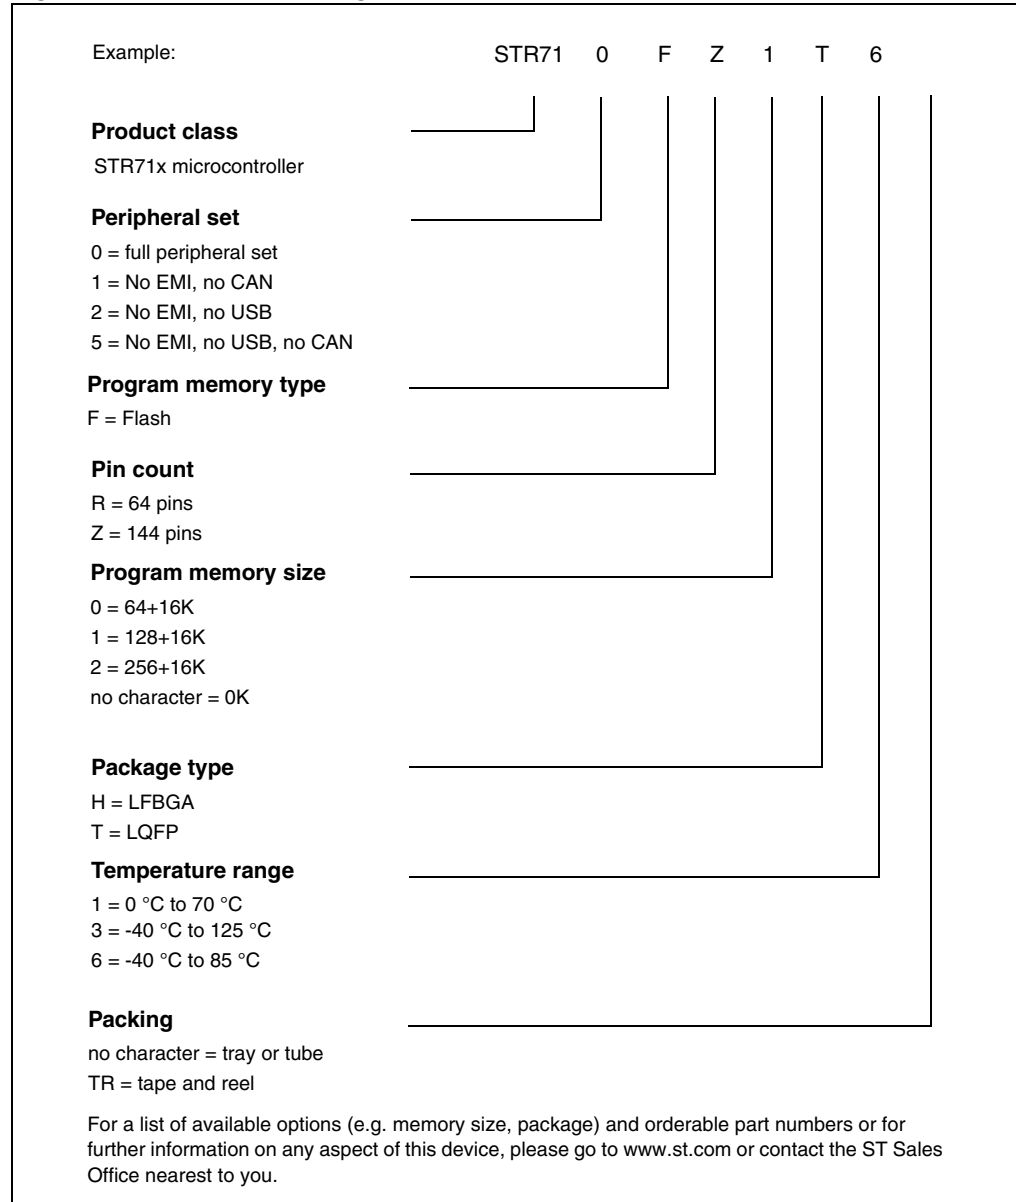 Example: STR71 0 F Z 1 T 6
Product class
STR71x microcontroller
Peripheral set
0 = full peripheral set
1 = No EMI, no CAN
2 = No EMI, no USB
5 = No EMI, no USB, no CAN
Program memory type
F = Flash
Pin count
R = 64 pins
Z = 144 pins
Program memory size
0 = 64+16K
1 = 128+16K
2 = 256+16K
no character = 0K
Package type
H = LFBGA
T = LQFP
Temperature range
1 = 0 °C to 70 °C
3 = -40 °C to 125 °C
6 = -40 °C to 85 °C
Packing
no character = tray or tube
TR = tape and reel
For a list of available options (e.g. memory size, package) and orderable part numbers or for
further information on any aspect of this device, please go to www.st.com or contact the ST Sales
Office nearest to you.